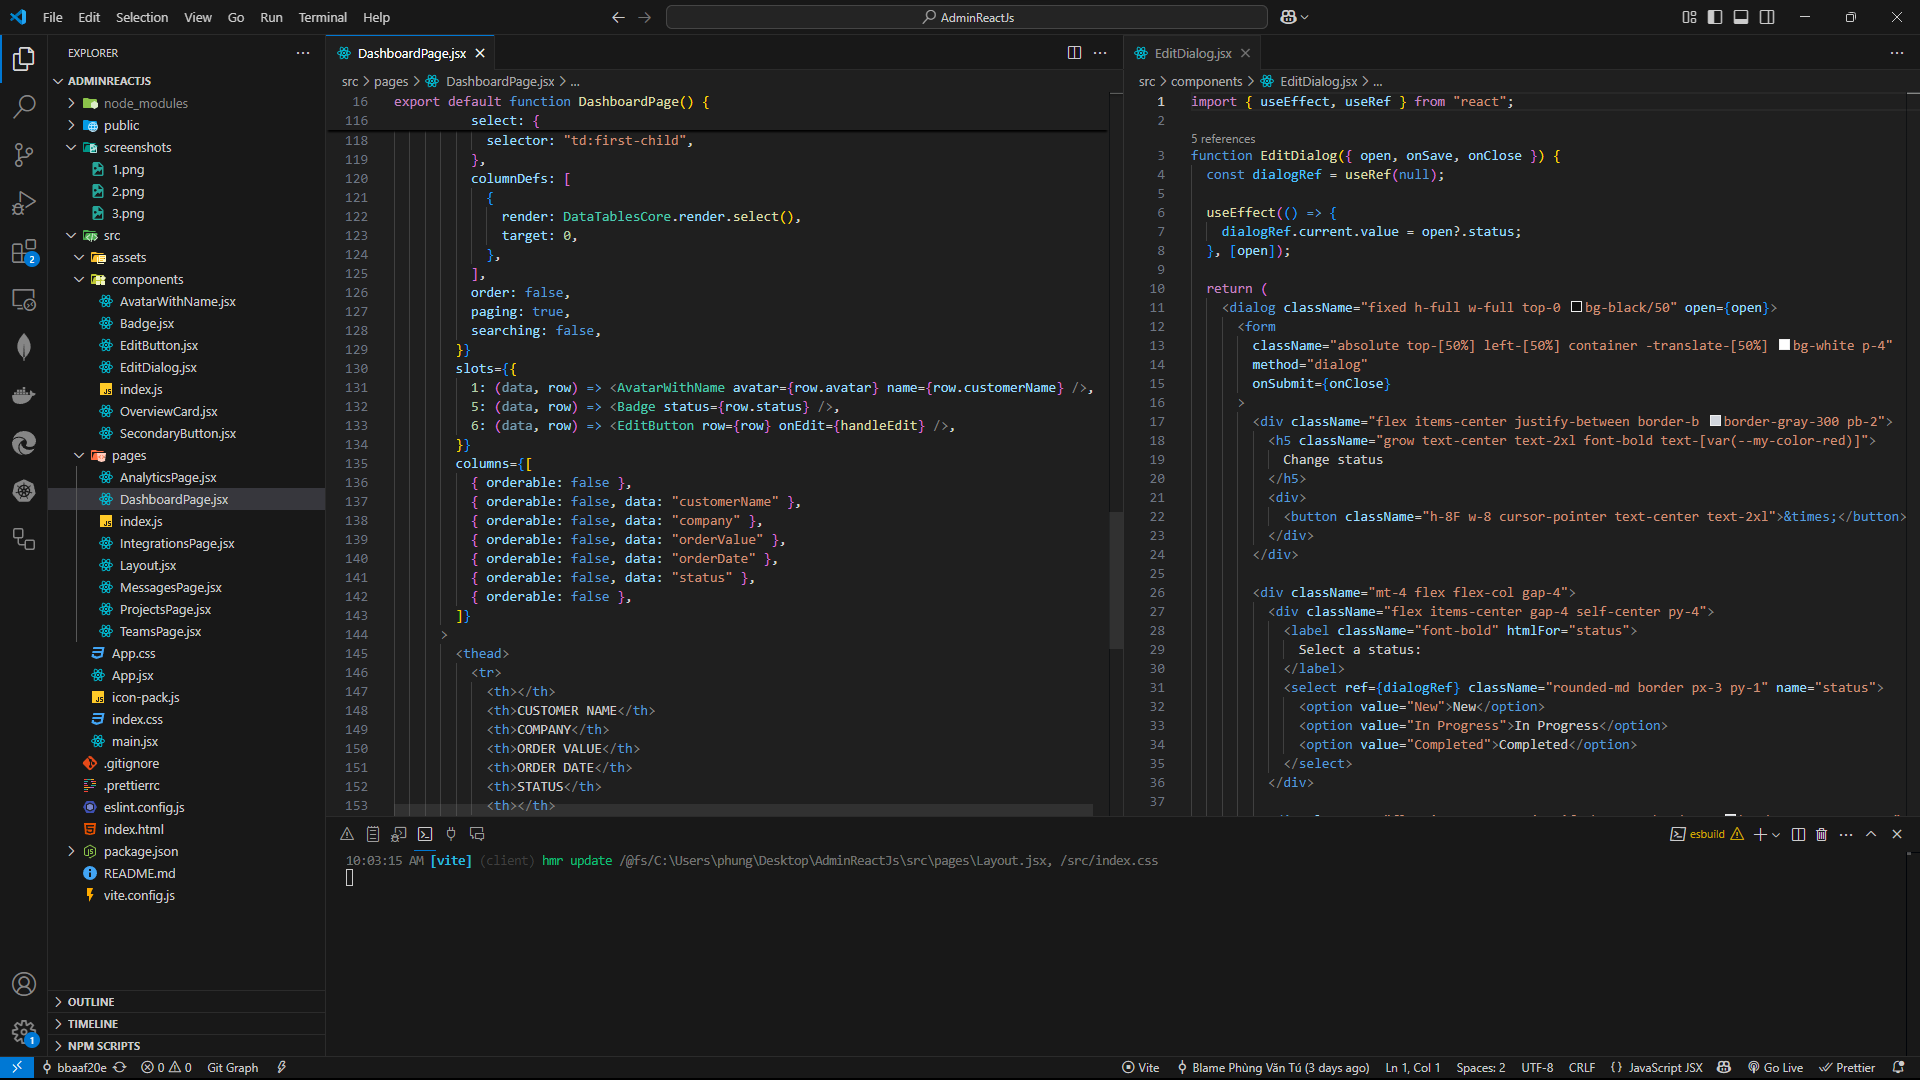 File Edit Selection View Go Run Terminal Help
AdminReactJs
EXPLORER
ADMINREACTJS
node_modules
public
screenshots
1.png
2.png
3.png
src
assets
components
AvatarWithName.jsx
Badge.jsx
EditButton.jsx
EditDialog.jsx
index.js
OverviewCard.jsx
SecondaryButton.jsx
pages
AnalyticsPage.jsx
DashboardPage.jsx
index.js
IntegrationsPage.jsx
Layout.jsx
MessagesPage.jsx
ProjectsPage.jsx
TeamsPage.jsx
App.css
App.jsx
icon-pack.js
index.css
main.jsx
.gitignore
.prettierrc
eslint.config.js
index.html
package.json
README.md
vite.config.js
OUTLINE
TIMELINE
NPM SCRIPTS
2
1
DashboardPage.jsx
src > pages > DashboardPage.jsx > ...
16 export default function DashboardPage() {
116 select: {
118 selector: "td:first-child",
119 },
120 columnDefs: [
121 {
122 render: DataTablesCore.render.select(),
123 target: 0,
124 },
125 ],
126 order: false,
127 paging: true,
128 searching: false,
129 }}
130 slots={{
131 1: (data, row) => <AvatarWithName avatar={row.avatar} name={row.customerName} />,
132 5: (data, row) => <Badge status={row.status} />,
133 6: (data, row) => <EditButton row={row} onEdit={handleEdit} />,
134 }}
135 columns={[
136 { orderable: false },
137 { orderable: false, data: "customerName" },
138 { orderable: false, data: "company" },
139 { orderable: false, data: "orderValue" },
140 { orderable: false, data: "orderDate" },
141 { orderable: false, data: "status" },
142 { orderable: false },
143 ]}
144 >
145 <thead>
146 <tr>
147 <th></th>
148 <th>CUSTOMER NAME</th>
149 <th>COMPANY</th>
150 <th>ORDER VALUE</th>
151 <th>ORDER DATE</th>
152 <th>STATUS</th>
153 <th></th>
EditDialog.jsx
src > components > EditDialog.jsx > ...
1 import { useEffect, useRef } from "react";
2
5 references
3 function EditDialog({ open, onSave, onClose }) {
4 const dialogRef = useRef(null);
5
6 useEffect(() => {
7 dialogRef.current.value = open?.status;
8 }, [open]);
9
10 return (
11 <dialog className="fixed h-full w-full top-0 bg-black/50" open={open}>
12 <form
13 className="absolute top-[50%] left-[50%] container -translate-[50%] bg-white p-4"
14 method="dialog"
15 onSubmit={onClose}
16 >
17 <div className="flex items-center justify-between border-b border-gray-300 pb-2">
18 <h5 className="grow text-center text-2xl font-bold text-[var(--my-color-red)]">
19 Change status
20 </h5>
21 <div>
22 <button className="h-8F w-8 cursor-pointer text-center text-2xl">&times;</button>
23 </div>
24 </div>
25
26 <div className="mt-4 flex flex-col gap-4">
27 <div className="flex items-center gap-4 self-center py-4">
28 <label className="font-bold" htmlFor="status">
29 Select a status:
30 </label>
31 <select ref={dialogRef} className="rounded-md border px-3 py-1" name="status">
32 <option value="New">New</option>
33 <option value="In Progress">In Progress</option>
34 <option value="Completed">Completed</option>
35 </select>
36 </div>
37
esbuild
10:03:15 AM [vite] (client) hmr update /@fs/C:\Users\phung\Desktop\AdminReactJs\src\pages\Layout.jsx, /src/index.css
bbaaf20e 0 0 Git Graph Vite Blame Phùng Văn Tú (3 days ago) Ln 1, Col 1 Spaces: 2 UTF-8 CRLF {} JavaScript JSX Go Live Prettier